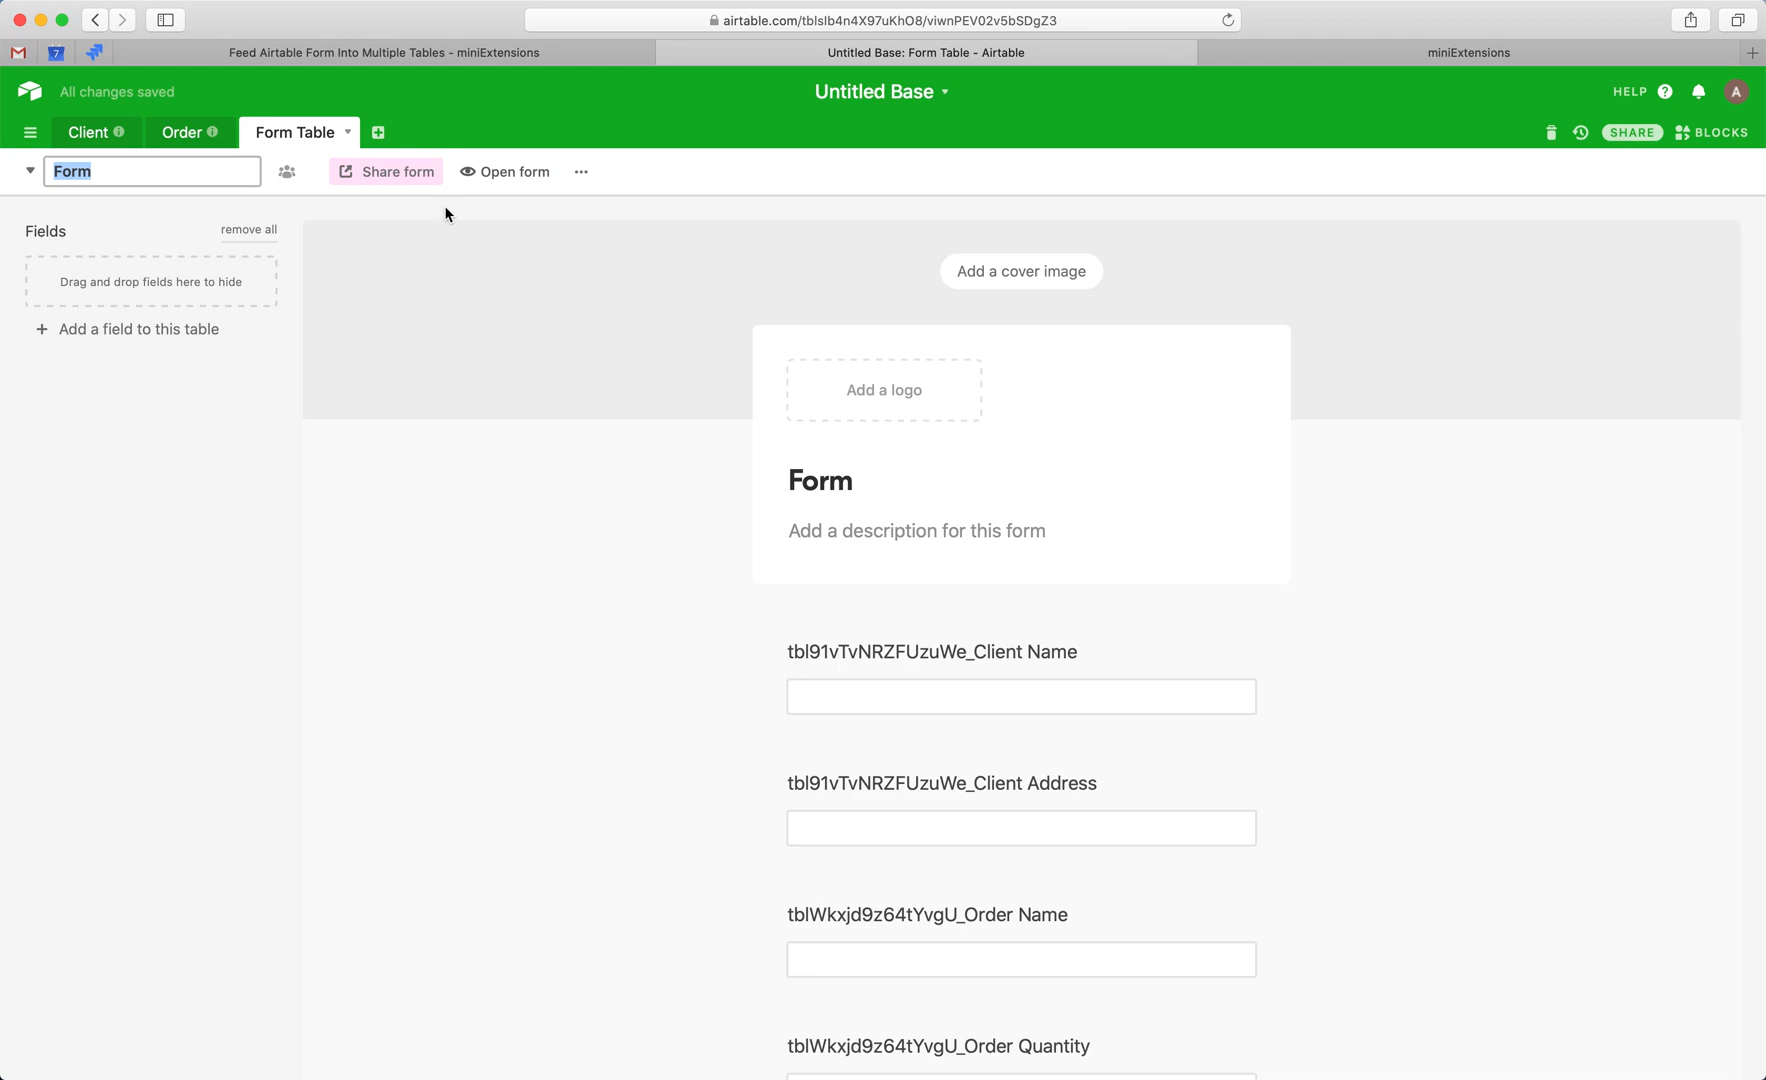 airtable.com/tblslb4n4X97uKhO8/viwnPEV02v5bSDgZ3
7
Feed Airtable Form Into Multiple Tables - miniExtensions
Untitled Base: Form Table - Airtable
miniExtensions
All changes saved
Untitled Base
HELP
A
Client
Order
Form Table
SHARE
BLOCKS
Form
Share form
Open form
Fields
remove all
Drag and drop fields here to hide
Add a field to this table
Add a cover image
Add a logo
Form
Add a description for this form
tbl91vTvNRZFUzuWe_Client Name
tbl91vTvNRZFUzuWe_Client Address
tblWkxjd9z64tYvgU_Order Name
tblWkxjd9z64tYvgU_Order Quantity